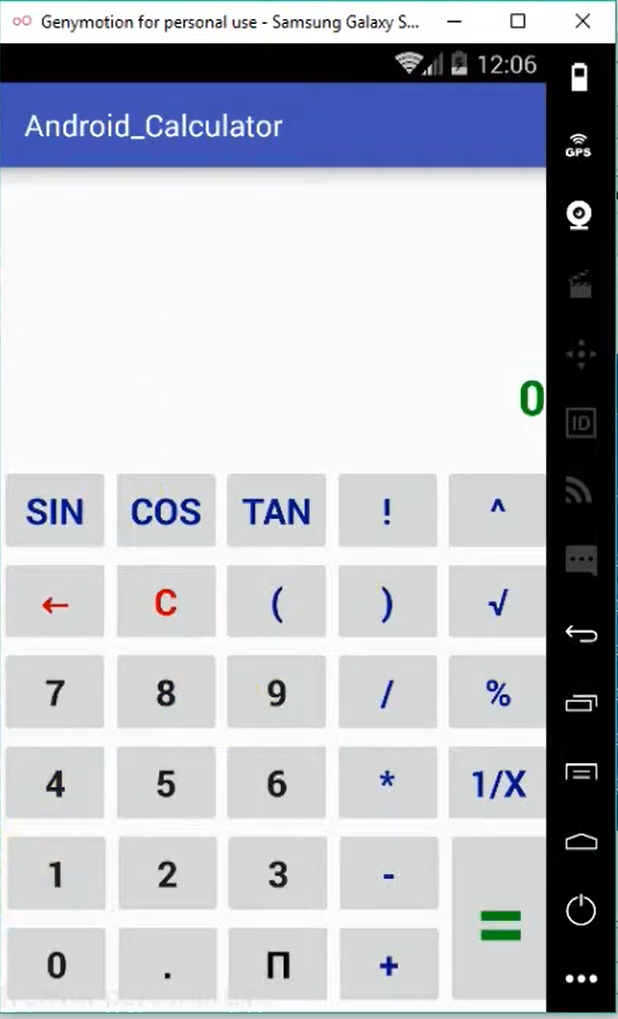 Genymotion for personal use - Samsung Galaxy S...
12:06
Android_Calculator
GPS
0
ID
SIN COS TAN ! ^
← C ( ) √
7 8 9 / %
4 5 6 * 1/X
1 2 3 -
0 . П + =